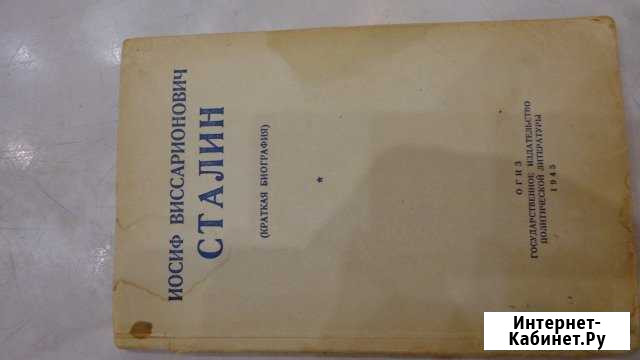 ИОСИФ ВИССАРИОНОВИЧ
СТАЛИН
(КРАТКАЯ БИОГРАФИЯ)
ОГИЗ
ГОСУДАРСТВЕННОЕ ИЗДАТЕЛЬСТВО
ПОЛИТИЧЕСКОЙ ЛИТЕРАТУРЫ
1945
Интернет-
Кабинет.Ру